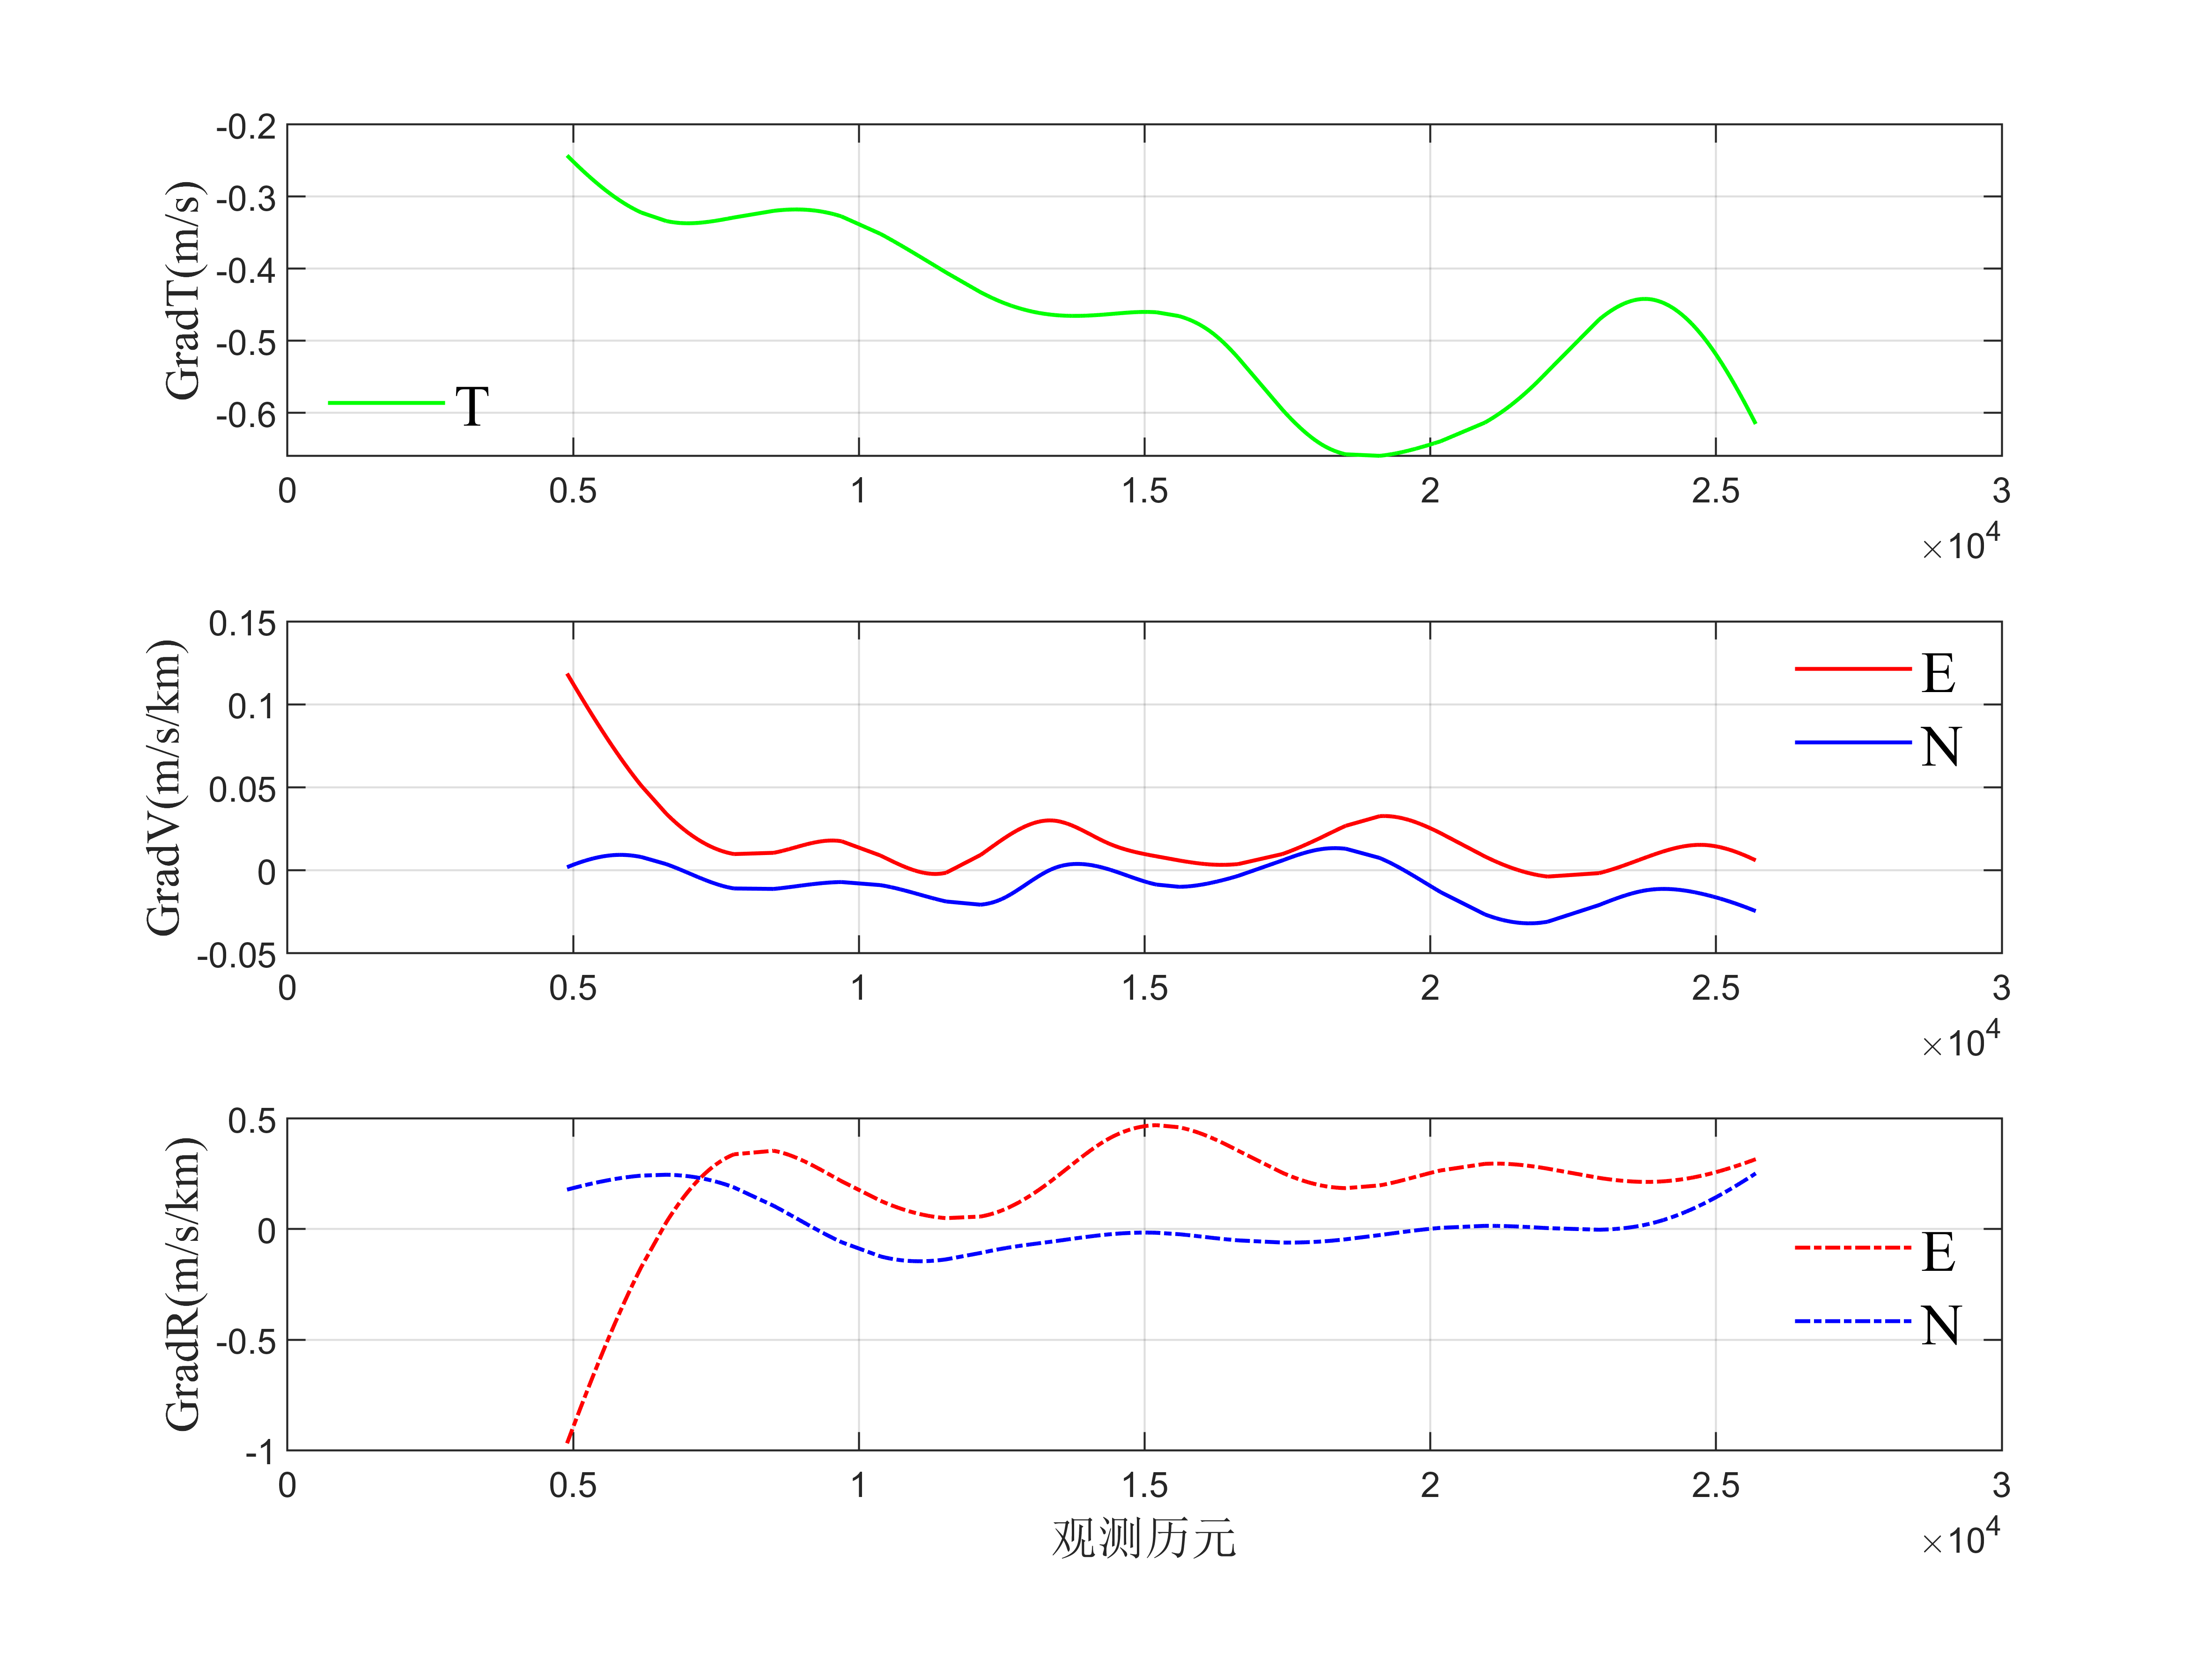 GradT(m/s)
-0.2
-0.3
-0.4
-0.5
-0.6
T
0 0.5 1 1.5 2 2.5 3
×10⁴
GradV(m/s/km)
0.15
0.1
0.05
0
-0.05
E
N
0 0.5 1 1.5 2 2.5 3
×10⁴
GradR(m/s/km)
0.5
0
-0.5
-1
E
N
0 0.5 1 1.5 2 2.5 3
观测历元
×10⁴